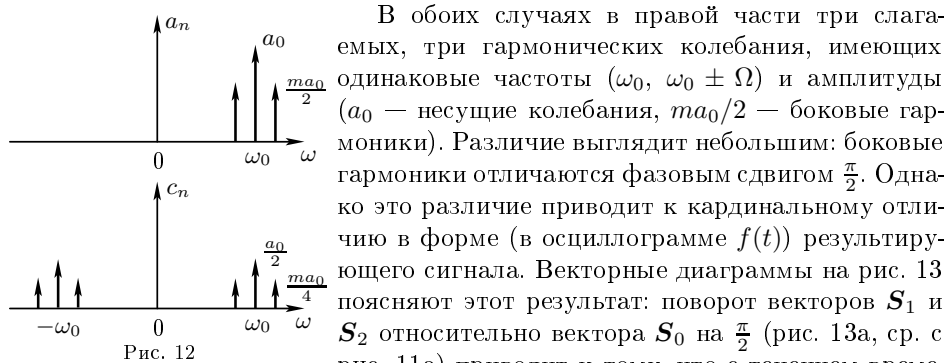 a_n
a_0
ma_0/2
0
ω_0
ω
c_n
a_0/2
ma_0/4
−ω_0
0
ω_0
ω
Рис. 12
В обоих случаях в правой части три слага-
емых, три гармонических колебания, имеющих
одинаковые частоты (ω_0, ω_0 ± Ω) и амплитуды
(a_0 — несущие колебания, ma_0/2 — боковые гар-
моники). Различие выглядит небольшим: боковые
гармоники отличаются фазовым сдвигом π/2. Одна-
ко это различие приводит к кардинальному отли-
чию в форме (в осциллограмме f(t)) результиру-
ющего сигнала. Векторные диаграммы на рис. 13
поясняют этот результат: поворот векторов S_1 и
S_2 относительно вектора S_0 на π/2 (рис. 13а, ср. с